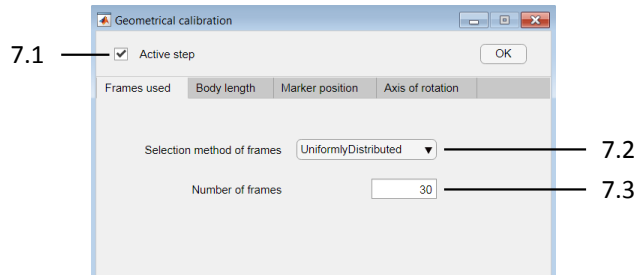 Geometrical calibration
7.1
Active step
OK
Frames used
Body length
Marker position
Axis of rotation
Selection method of frames
UniformlyDistributed
7.2
Number of frames
30
7.3